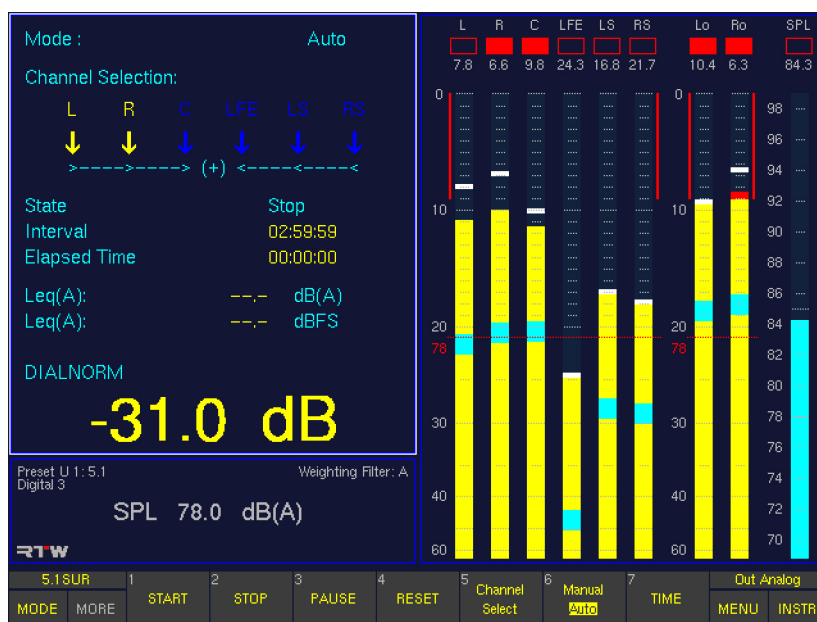 Mode : Auto
Channel Selection:
L R C LFE LS RS
>----->-----> (+) <----<----<
State Stop
Interval 02:59:59
Elapsed Time 00:00:00
Leq(A): --,- dB(A)
Leq(A): --,- dBFS
DIALNORM
-31.0 dB
Preset U 1: 5.1 Weighting Filter: A
Digital 3
SPL 78.0 dB(A)
RTW
L R C LFE LS RS Lo Ro SPL
7.8 6.6 9.8 24.3 16.8 21.7 10.4 6.3 84.3
0 0
98
96
94
10 10 92
90
88
86
20 20 84
78 78
82
80
30 30 78
76
74
40 40
72
70
60 60
5.1SUR 1 2 3 4 5 6 7 Out Analog
MODE MORE START STOP PAUSE RESET Channel Select Manual Auto TIME MENU INSTR